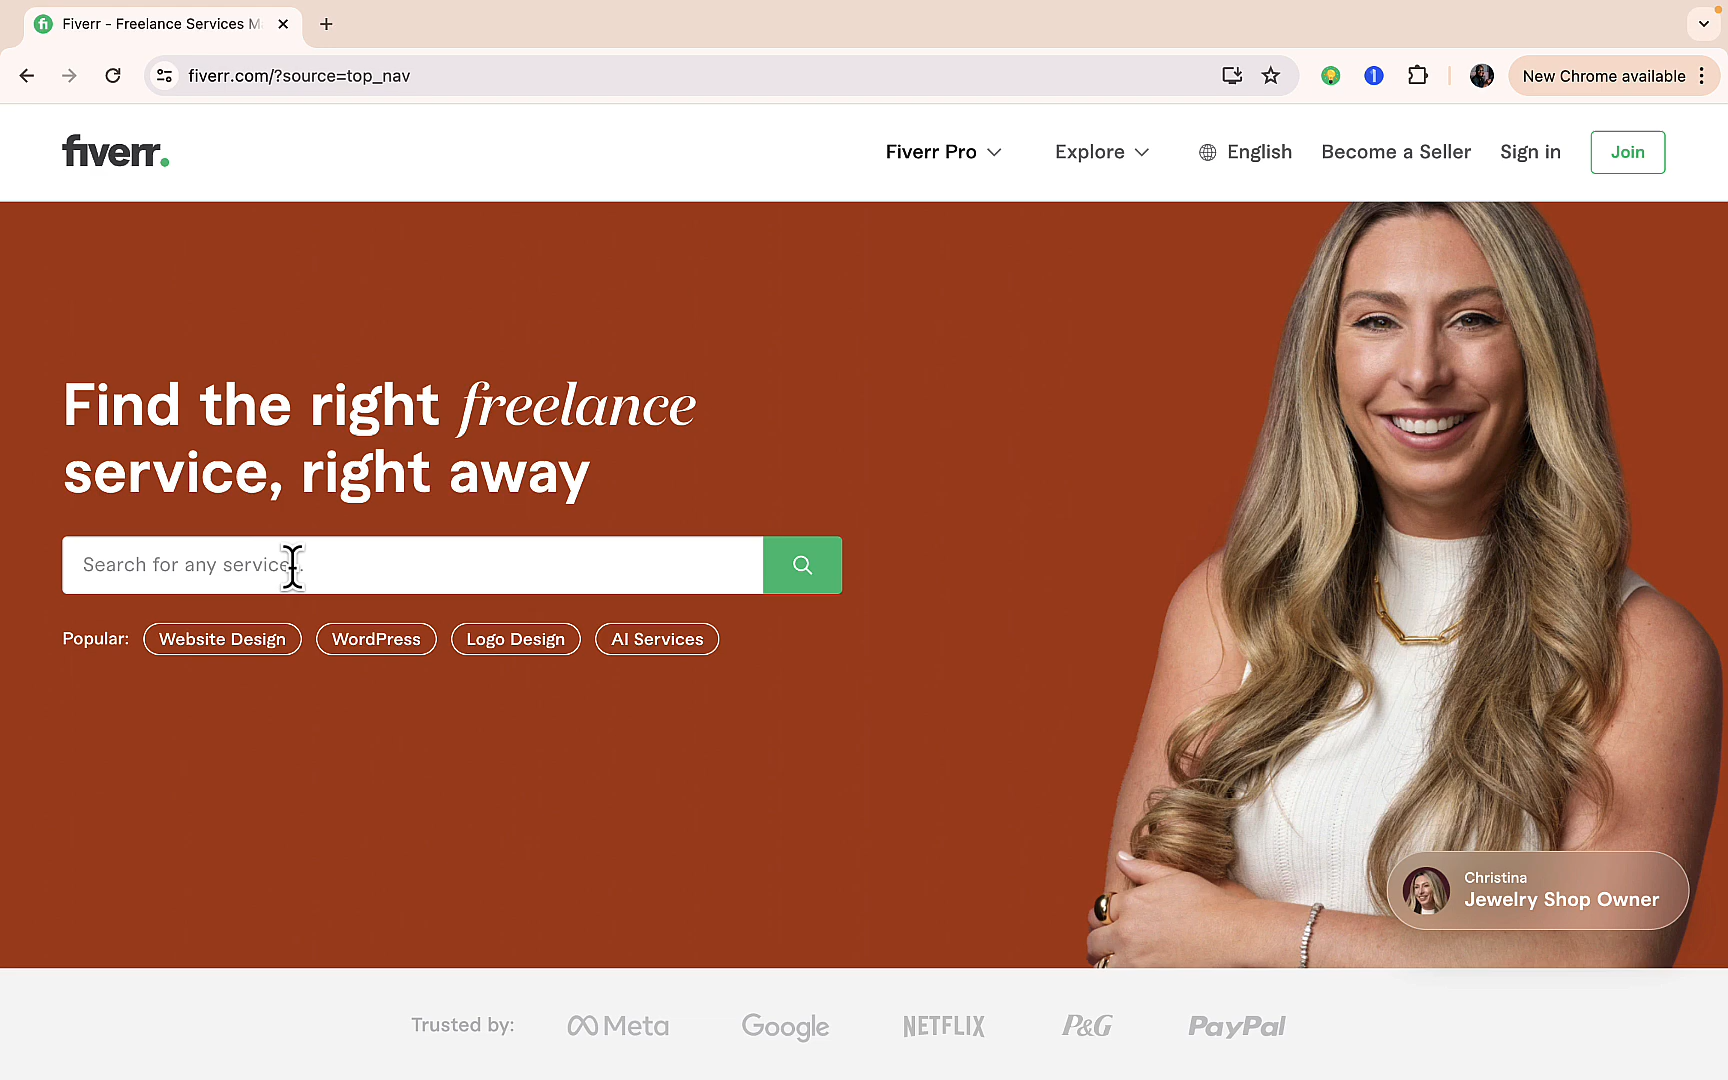 Fiverr - Freelance Services M
fiverr.com/?source=top_nav
New Chrome available
fiverr.
Fiverr Pro
Explore
English
Become a Seller
Sign in
Join
Find the right freelance
service, right away
Search for any service
Popular:
Website Design
WordPress
Logo Design
AI Services
Christina
Jewelry Shop Owner
Trusted by:
Meta
Google
NETFLIX
P&G
PayPal